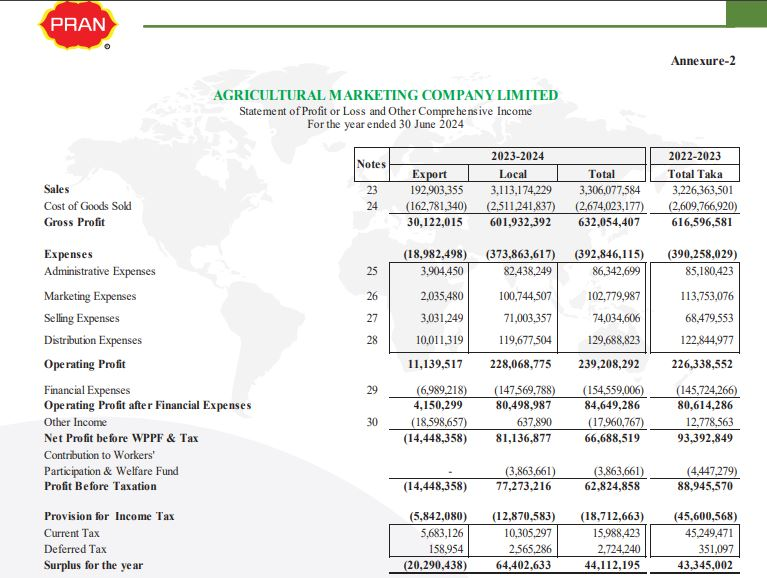 PRAN
Annexure-2
AGRICULTURAL MARKETING COMPANY LIMITED
Statement of Profit or Loss and Other Comprehensive Income
For the year ended 30 June 2024
Notes 2023-2024 2022-2023
Export Local Total Total Taka
Sales 23 192,903,355 3,113,174,229 3,306,077,584 3,226,363,501
Cost of Goods Sold 24 (162,781,340) (2,511,241,837) (2,674,023,177) (2,609,766,920)
Gross Profit 30,122,015 601,932,392 632,054,407 616,596,581
Expenses (18,982,498) (373,863,617) (392,846,115) (390,258,029)
Administrative Expenses 25 3,904,450 82,438,249 86,342,699 85,180,423
Marketing Expenses 26 2,035,480 100,744,507 102,779,987 113,753,076
Selling Expenses 27 3,031,249 71,003,357 74,034,606 68,479,553
Distribution Expenses 28 10,011,319 119,677,504 129,688,823 122,844,977
Operating Profit 11,139,517 228,068,775 239,208,292 226,338,552
Financial Expenses 29 (6,989,218) (147,569,788) (154,559,006) (145,724,266)
Operating Profit after Financial Expenses 4,150,299 80,498,987 84,649,286 80,614,286
Other Income 30 (18,598,657) 637,890 (17,960,767) 12,778,563
Net Profit before WPPF & Tax (14,448,358) 81,136,877 66,688,519 93,392,849
Contribution to Workers'
Participation & Welfare Fund - (3,863,661) (3,863,661) (4,447,279)
Profit Before Taxation (14,448,358) 77,273,216 62,824,858 88,945,570
Provision for Income Tax (5,842,080) (12,870,583) (18,712,663) (45,600,568)
Current Tax 5,683,126 10,305,297 15,988,423 45,249,471
Deferred Tax 158,954 2,565,286 2,724,240 351,097
Surplus for the year (20,290,438) 64,402,633 44,112,195 43,345,002